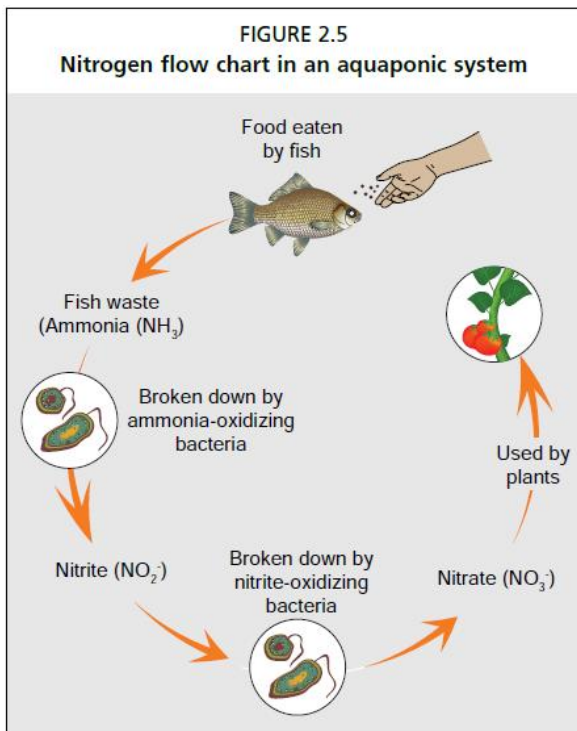 FIGURE 2.5
Nitrogen flow chart in an aquaponic system
Food eaten
by fish
Fish waste
(Ammonia (NH₃)
Broken down by
ammonia-oxidizing
bacteria
Nitrite (NO₂⁻)
Broken down by
nitrite-oxidizing
bacteria
Nitrate (NO₃⁻)
Used by
plants